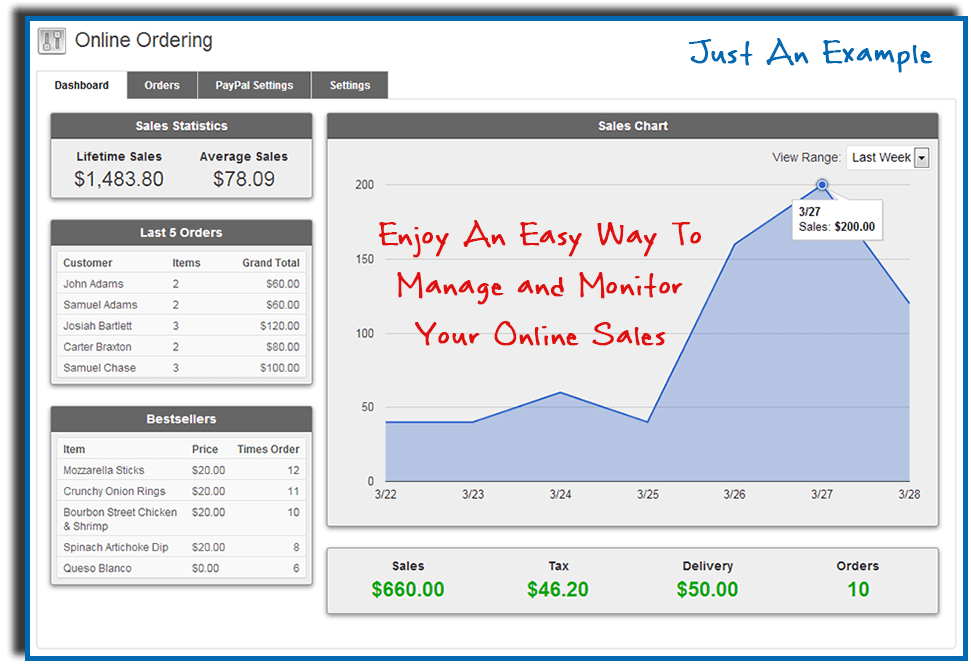 Online Ordering
Just An Example
Dashboard Orders PayPal Settings Settings
Sales Statistics
Lifetime Sales Average Sales
$1,483.80 $78.09
Last 5 Orders
Customer Items Grand Total
John Adams 2 $60.00
Samuel Adams 2 $60.00
Josiah Bartlett 3 $120.00
Carter Braxton 2 $80.00
Samuel Chase 3 $100.00
Bestsellers
Item Price Times Order
Mozzarella Sticks $20.00 12
Crunchy Onion Rings $20.00 11
Bourbon Street Chicken $20.00 10
& Shrimp
Spinach Artichoke Dip $20.00 8
Queso Blanco $0.00 6
Sales Chart
View Range: Last Week
200
3/27
Sales: $200.00
Enjoy An Easy Way To
150
Manage and Monitor
100
Your Online Sales
50
0
3/22 3/23 3/24 3/25 3/26 3/27 3/28
Sales Tax Delivery Orders
$660.00 $46.20 $50.00 10